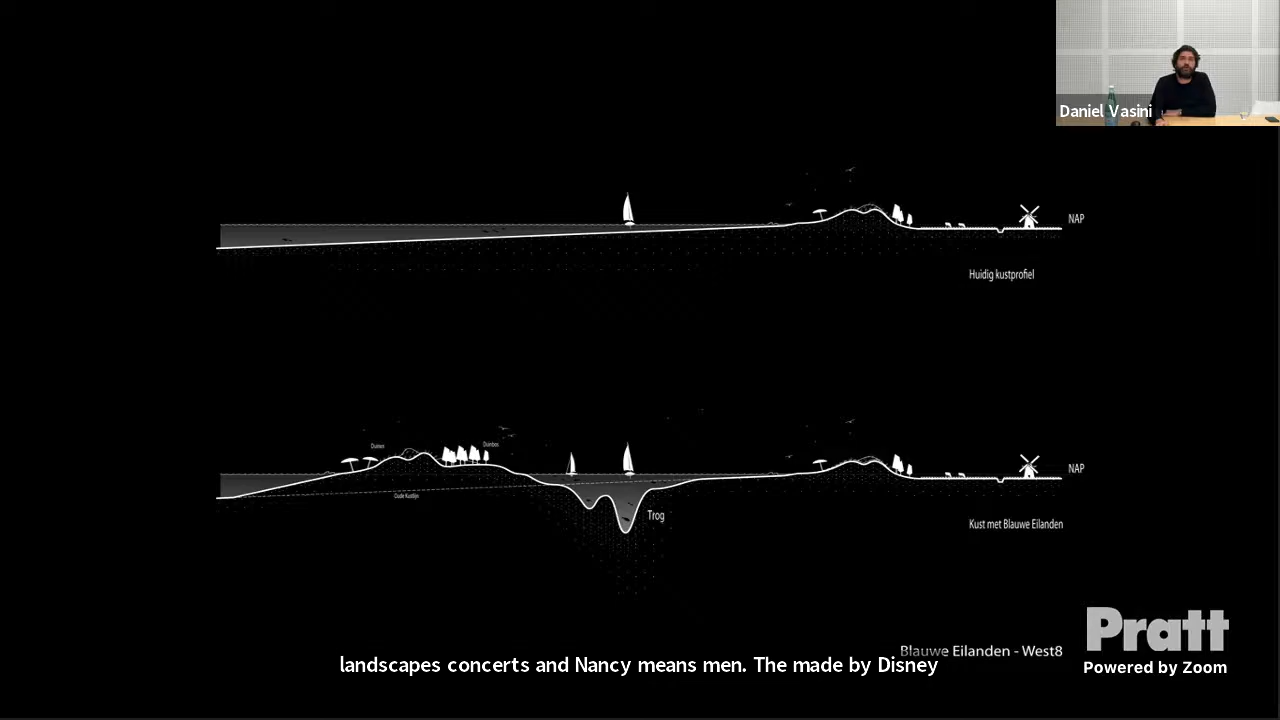 Daniel Vasini
NAP
Huidig kustprofiel
Duinen
Duinbos
NAP
Oude Kustlijn
Trog
Kust met Blauwe Eilanden
Pratt
Blauwe Eilanden - West8
landscapes concerts and Nancy means men. The made by Disney
Powered by Zoom